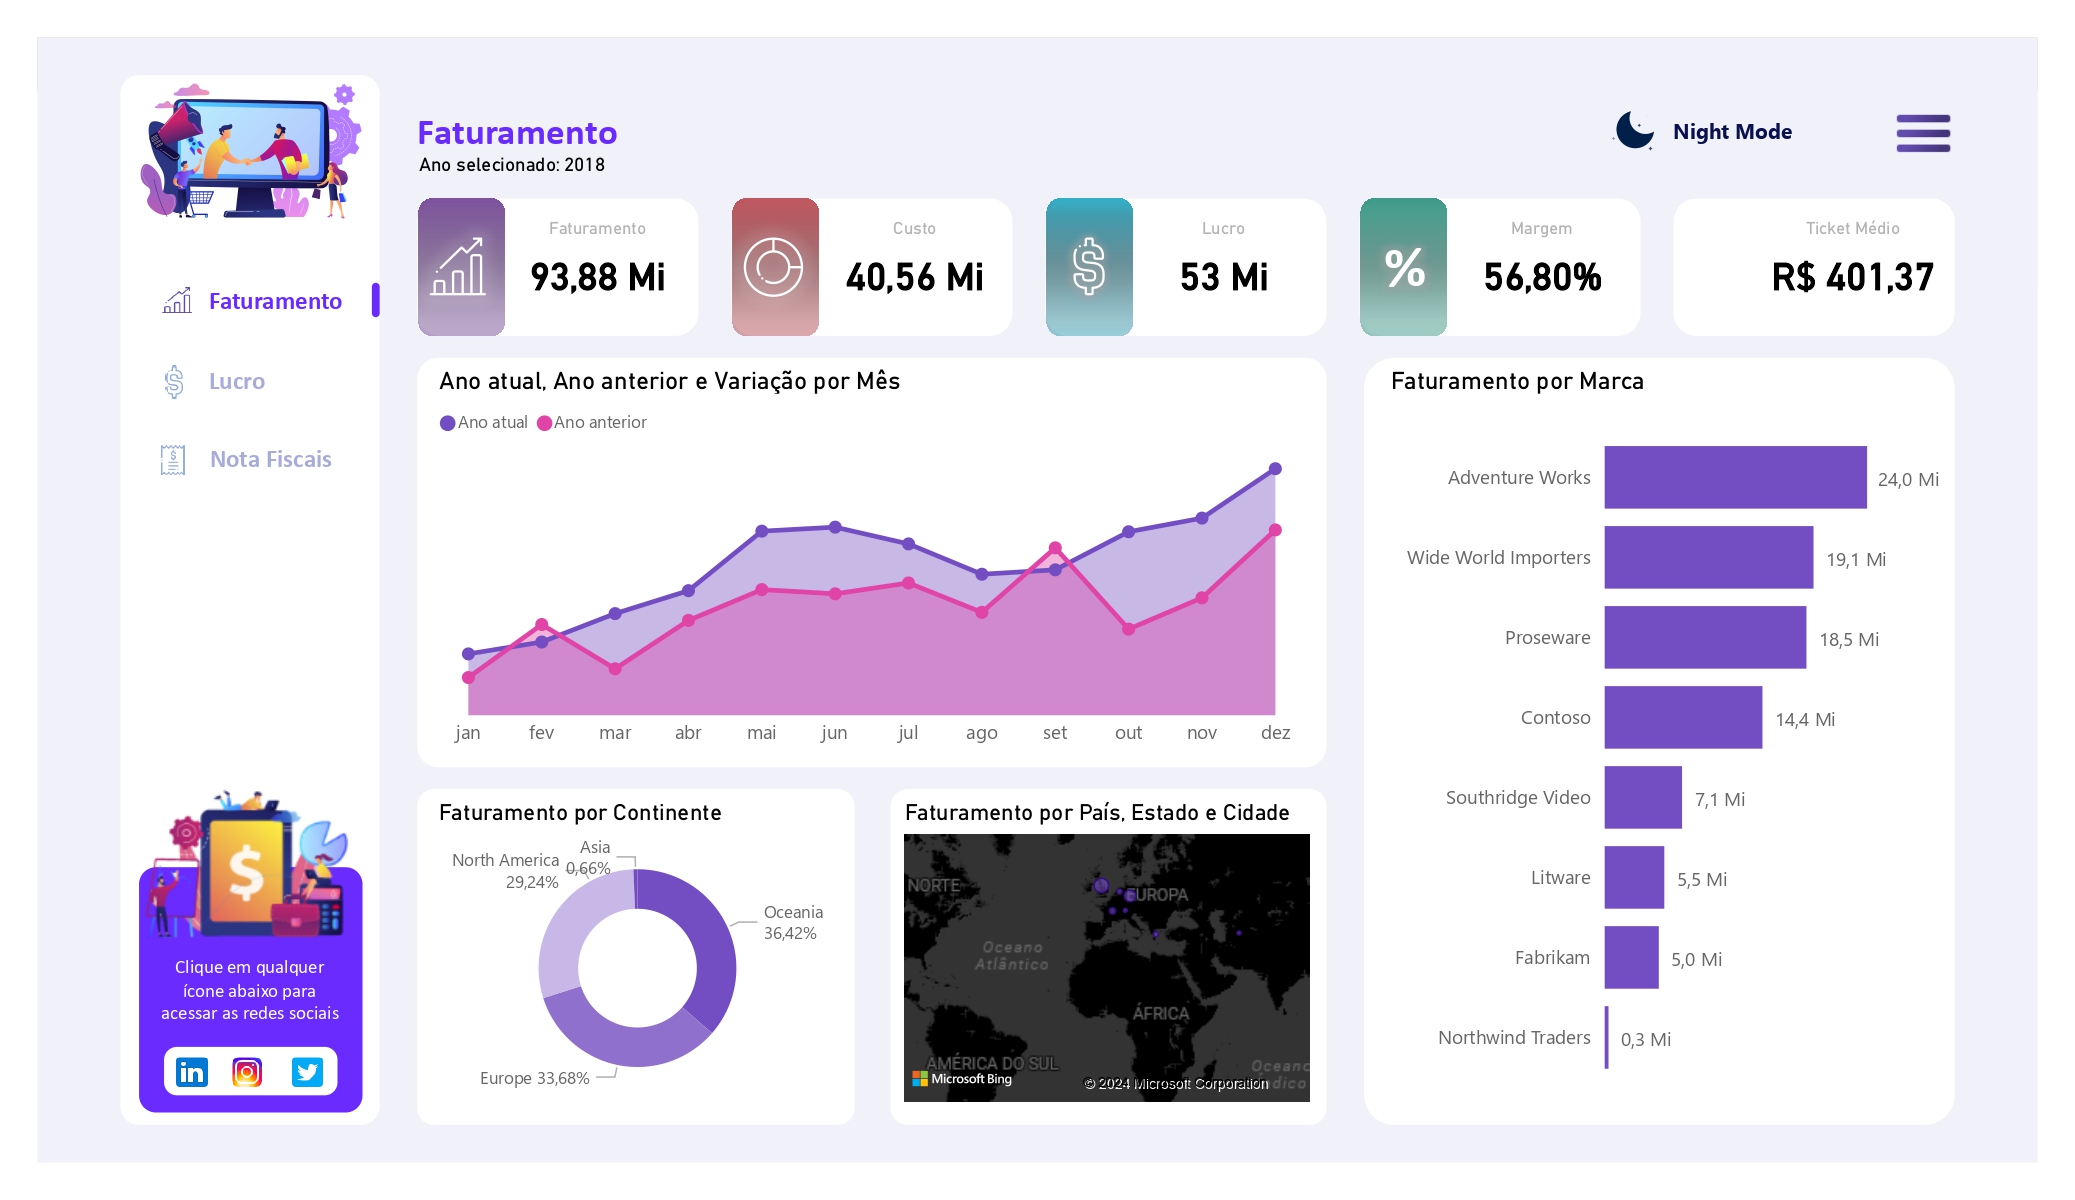 Faturamento
Ano selecionado: 2018
Night Mode
Faturamento
Lucro
Nota Fiscais
Clique em qualquer
ícone abaixo para
acessar as redes sociais
in
Faturamento
93,88 Mi
Custo
40,56 Mi
Lucro
53 Mi
%
Margem
56,80%
Ticket Médio
R$ 401,37
Ano atual, Ano anterior e Variação por Mês
Ano atual Ano anterior
jan fev mar abr mai jun jul ago set out nov dez
Faturamento por Marca
Adventure Works 24,0 Mi
Wide World Importers 19,1 Mi
Proseware 18,5 Mi
Contoso 14,4 Mi
Southridge Video 7,1 Mi
Litware 5,5 Mi
Fabrikam 5,0 Mi
Northwind Traders 0,3 Mi
Faturamento por Continente
Asia
0,66%
North America
29,24%
Oceania
36,42%
Europe 33,68%
Faturamento por País, Estado e Cidade
NORTE
EUROPA
Oceano
Atlântico
ÁFRICA
AMÉRICA DO SUL
Oceano
Índico
Microsoft Bing
© 2024 Microsoft Corporation